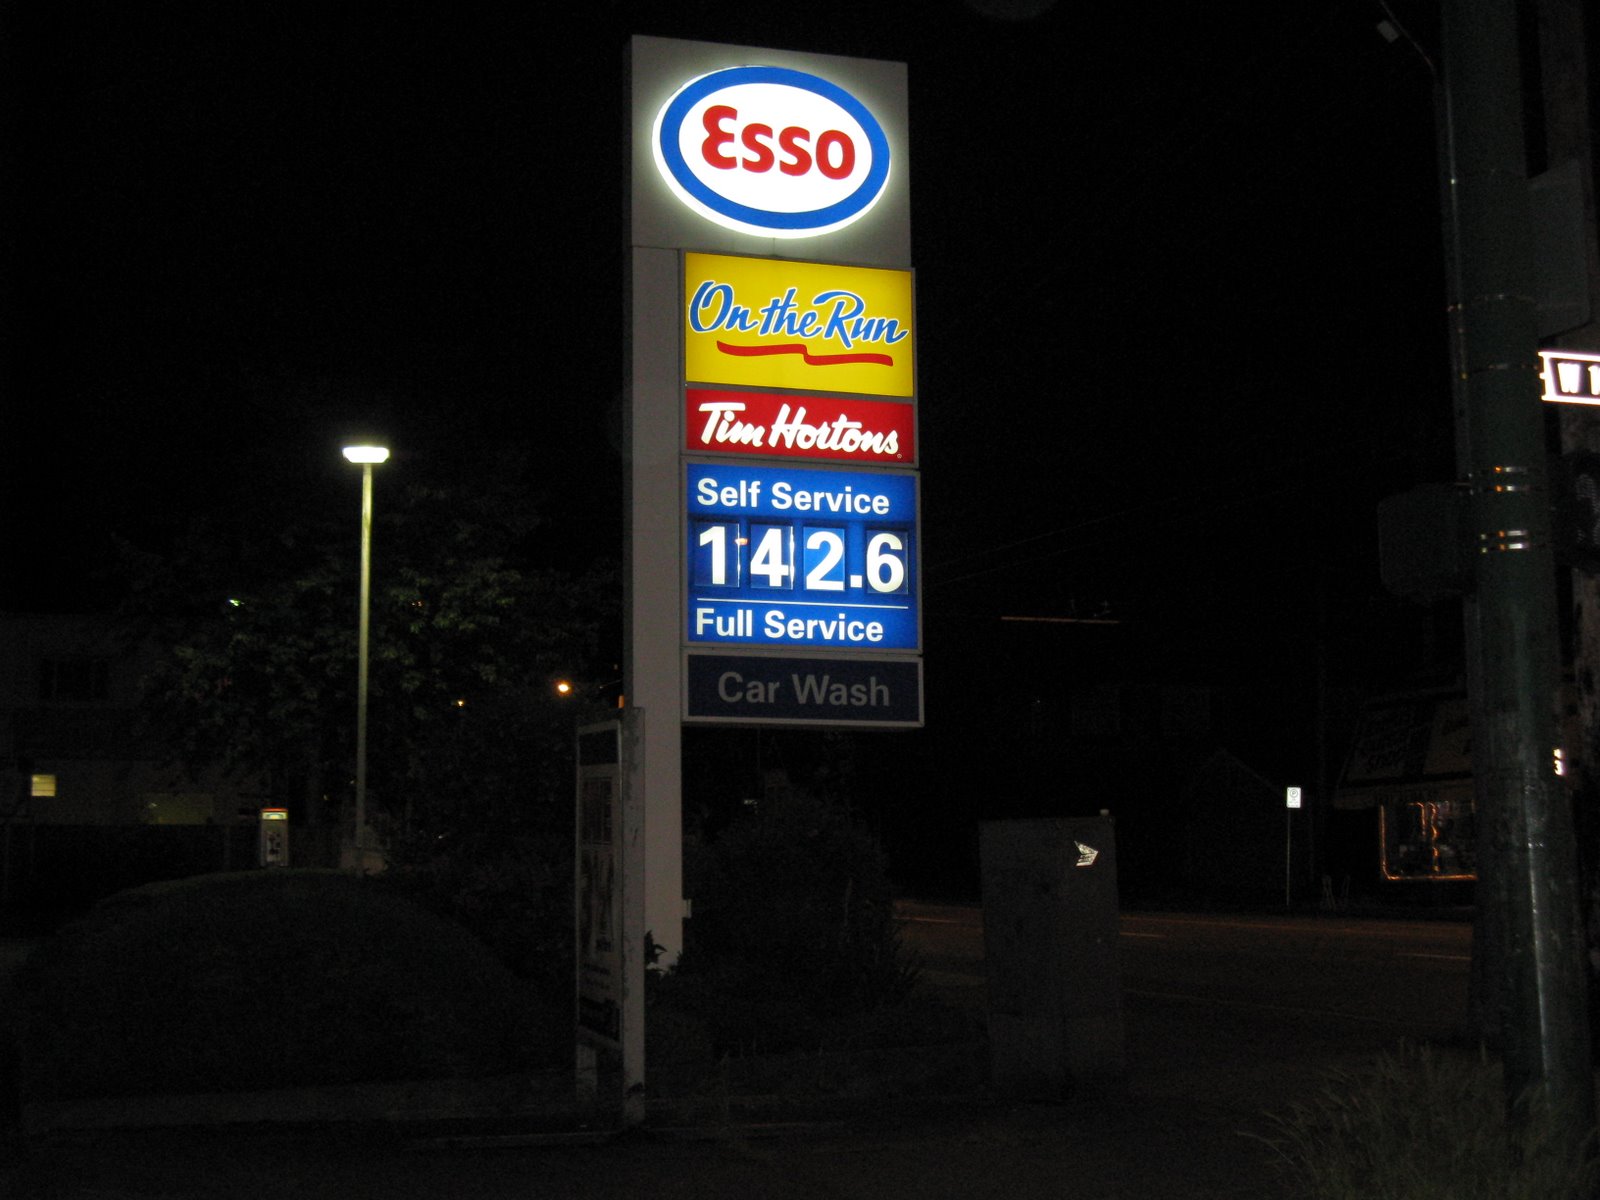 Esso
On the Run
Tim Hortons
Self Service
142.6
Full Service
Car Wash
W
P